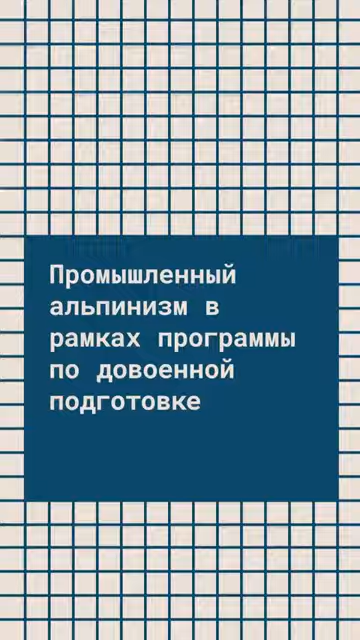 Промышленный
альпинизм в
рамках программы
по довоенной
подготовке